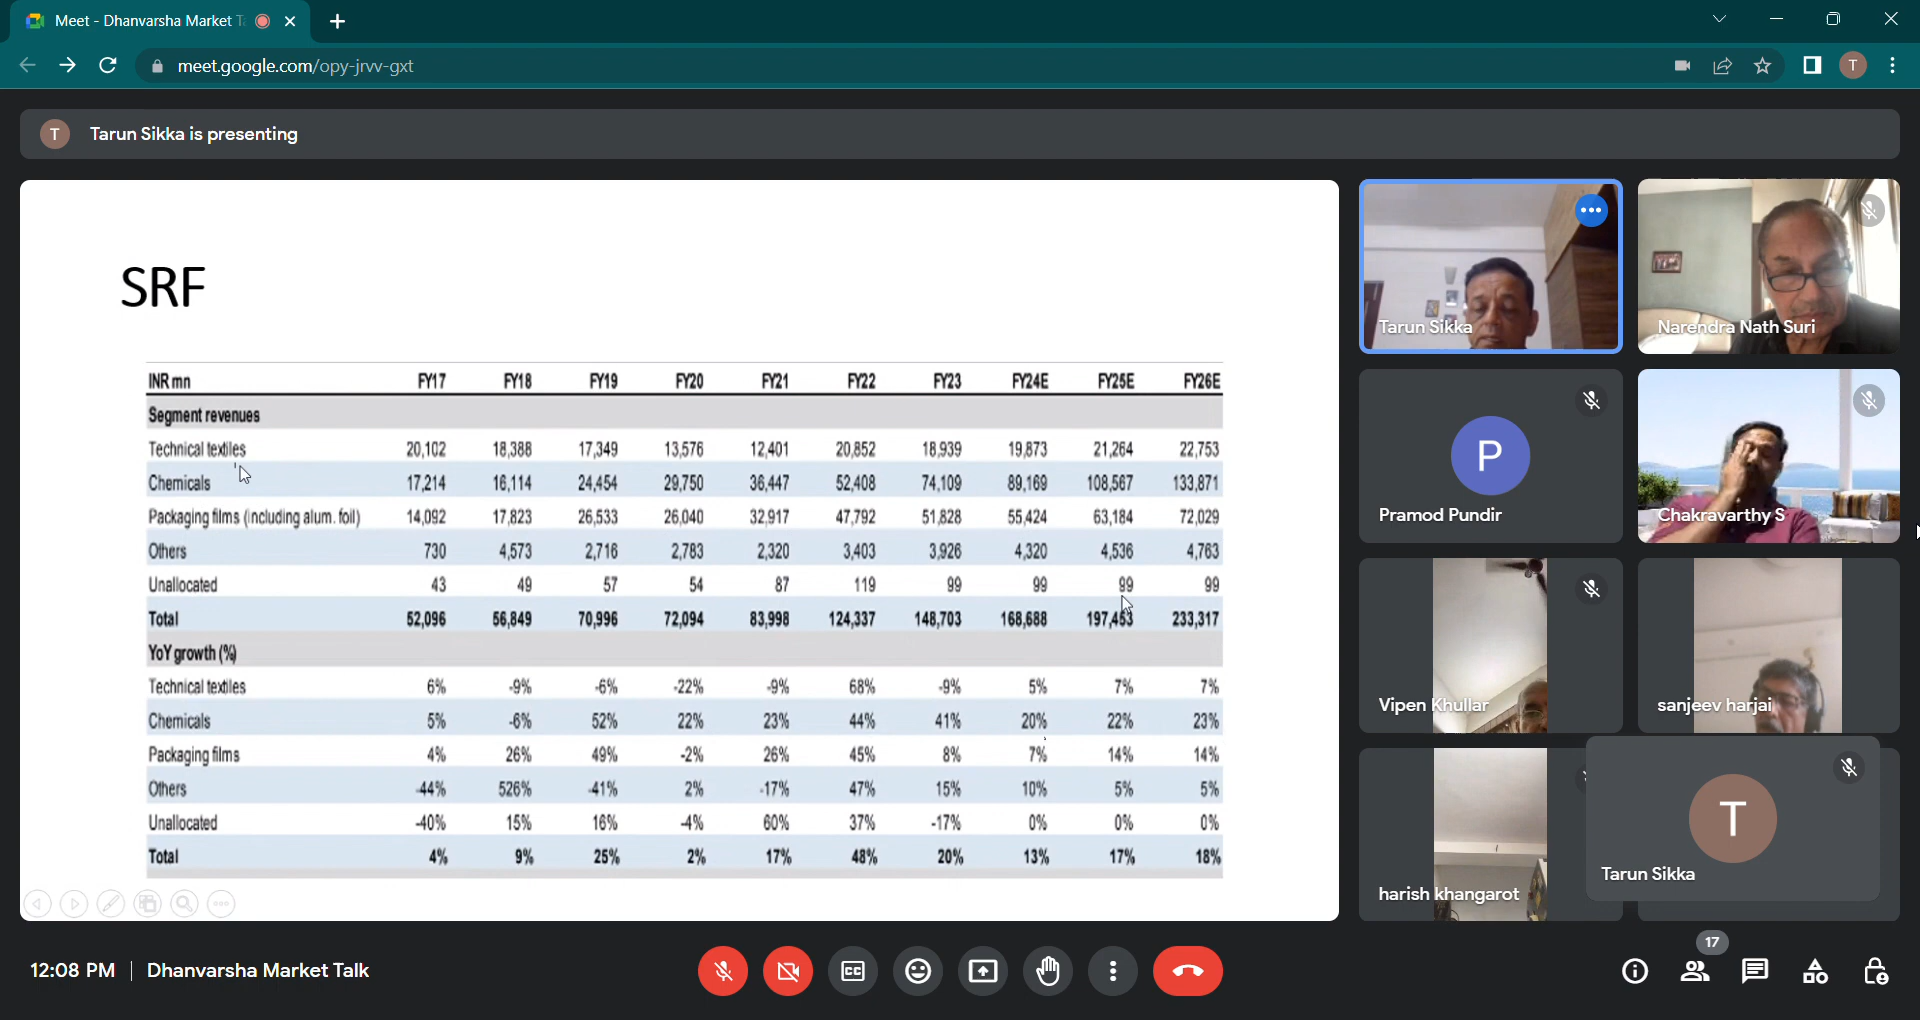 Meet - Dhanvarsha Market T
meet.google.com/opy-jrvv-gxt
T
T
Tarun Sikka is presenting
SRF
INR mn FY17 FY18 FY19 FY20 FY21 FY22 FY23 FY24E FY25E FY26E
Segment revenues
Technical textiles 20,102 18,388 17,349 13,576 12,401 20,852 18,939 19,873 21,264 22,753
Chemicals 17,214 16,114 24,454 29,750 36,447 52,408 74,109 89,169 108,567 133,871
Packaging films (including alum. foil) 14,092 17,823 26,533 26,040 32,917 47,792 51,828 55,424 63,184 72,029
Others 730 4,573 2,716 2,783 2,320 3,403 3,926 4,320 4,536 4,763
Unallocated 43 49 57 54 87 119 99 99 99 99
Total 52,096 56,849 70,996 72,094 83,998 124,337 148,703 168,688 197,453 233,317
YoY growth (%)
Technical textiles 6% -9% -6% -22% -9% 68% -9% 5% 7% 7%
Chemicals 5% -6% 52% 22% 23% 44% 41% 20% 22% 23%
Packaging films 4% 26% 49% -2% 26% 45% 8% 7% 14% 14%
Others -44% 526% -41% 2% -17% 47% 15% 10% 5% 5%
Unallocated -40% 15% 16% -4% 60% 37% -17% 0% 0% 0%
Total 4% 9% 25% 2% 17% 48% 20% 13% 17% 18%
Tarun Sikka
Narendra Nath Suri
P
Pramod Pundir
Chakravarthy S
Vipen Khullar
sanjeev harjai
harish khangarot
T
Tarun Sikka
12:08 PM | Dhanvarsha Market Talk
CC
17